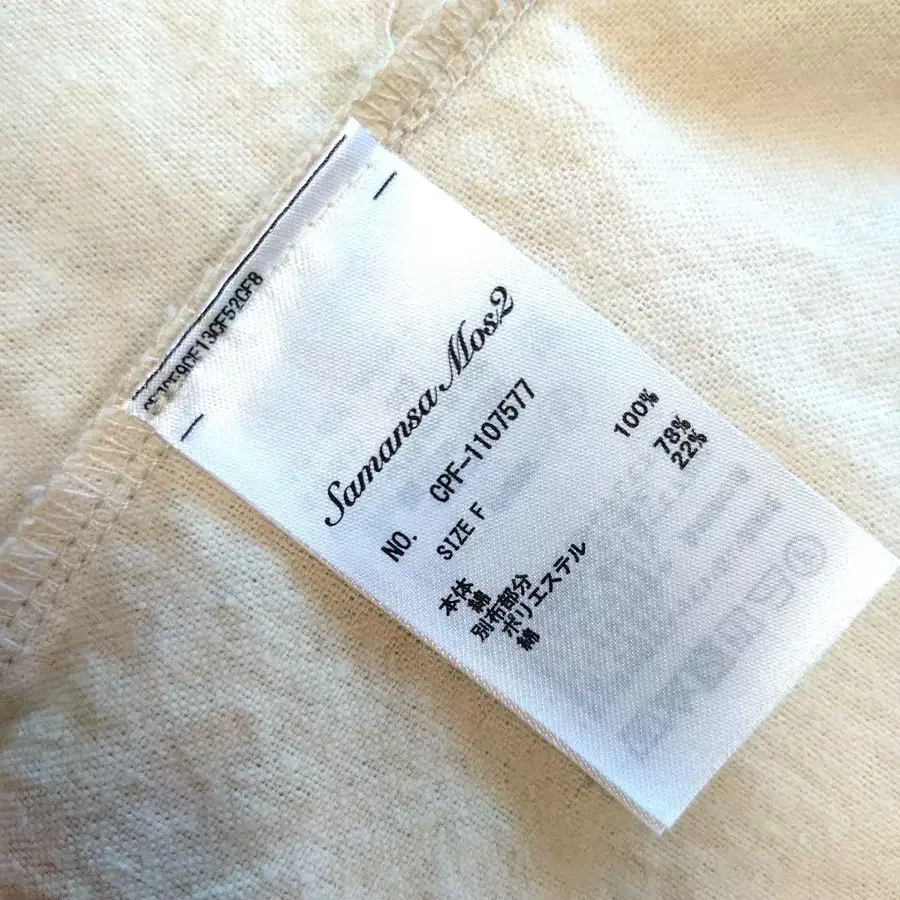 Samansa Mos2
NO. CPF-1107577
SIZE F
本体
綿 100%
別布部分
ポリエステル 78%
綿 22%